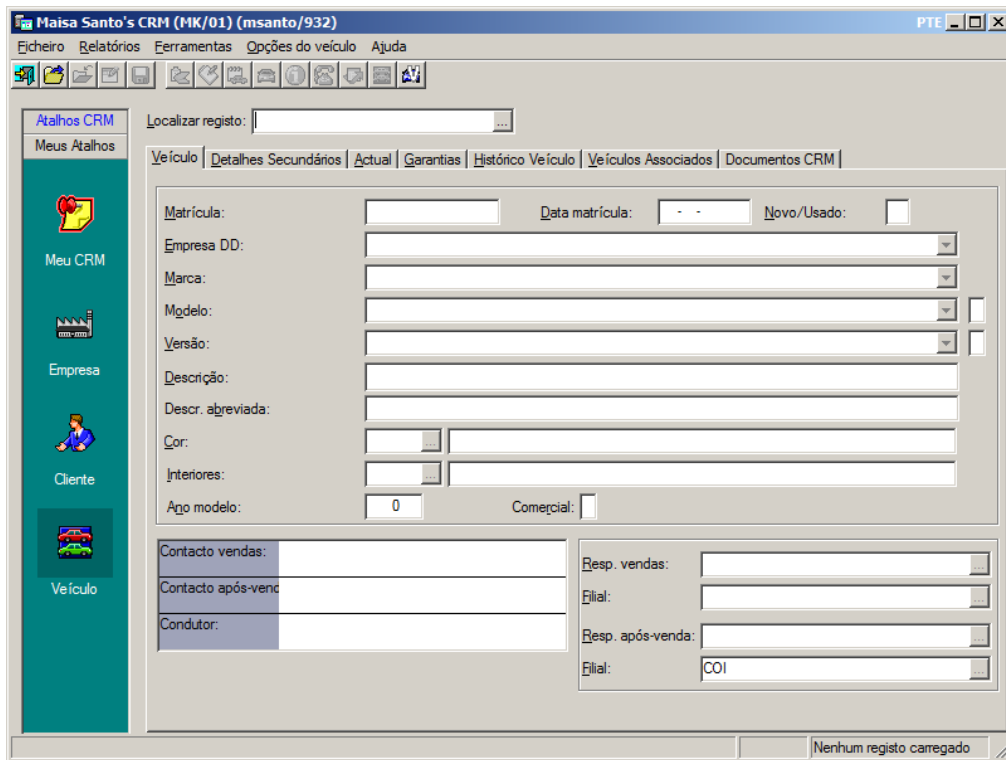 Maisa Santo's CRM (MK/01) (msanto/932) PTE
Ficheiro Relatórios Ferramentas Opções do veículo Ajuda
Atalhos CRM
Meus Atalhos
Meu CRM
Empresa
Cliente
Veículo
Localizar registo: ...
Veículo Detalhes Secundários Actual Garantias Histórico Veículo Veículos Associados Documentos CRM
Matrícula: Data matrícula: - - Novo/Usado:
Empresa DD:
Marca:
Modelo:
Versão:
Descrição:
Descr. abreviada:
Cor: ...
Interiores: ...
Ano modelo: 0 Comercial:
Contacto vendas:
Contacto após-vend
Condutor:
Resp. vendas: ...
Filial: ...
Resp. após-venda: ...
Filial: COI ...
Nenhum registo carregado